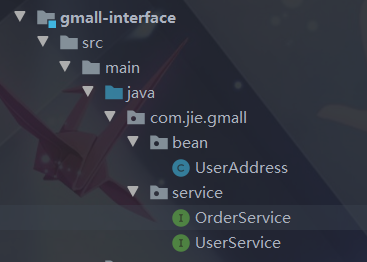 gmall-interface
src
main
java
com.jie.gmall
bean
C UserAddress
service
I OrderService
I UserService